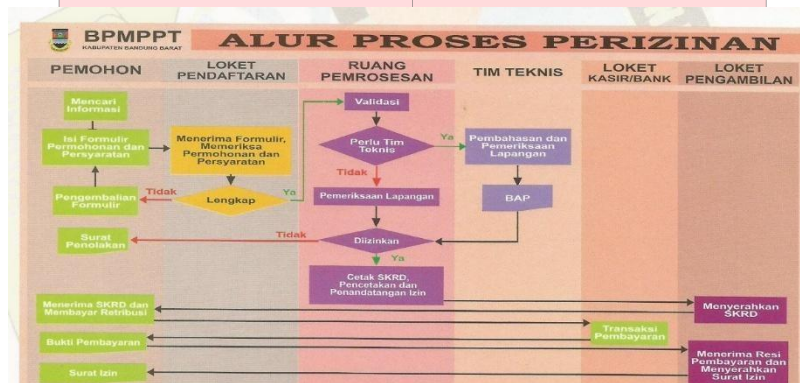 BPMPPT
KABUPATEN BANDUNG BARAT
ALUR PROSES PERIZINAN
PEMOHON
LOKET
PENDAFTARAN
RUANG
PEMROSESAN
TIM TEKNIS
LOKET
KASIR/BANK
LOKET
PENGAMBILAN
Mencari
Informasi
Validasi
Isi Formulir
Permohonan dan
Persyaratan
Menerima Formulir,
Memeriksa
Permohonan dan
Persyaratan
Perlu Tim
Teknis
Ya
Pembahasan dan
Pemeriksaan
Lapangan
Tidak
Pengembalian
Formulir
Tidak
Lengkap
Ya
Pemeriksaan Lapangan
BAP
Surat
Penolakan
Tidak
Diizinkan
Ya
Cetak SKRD,
Pencetakan dan
Penandatangan Izin
Menerima SKRD dan
Membayar Retribusi
Menyerahkan
SKRD
Transaksi
Pembayaran
Bukti Pembayaran
Menerima Resi
Pembayaran dan
Menyerahkan
Surat Izin
Surat Izin